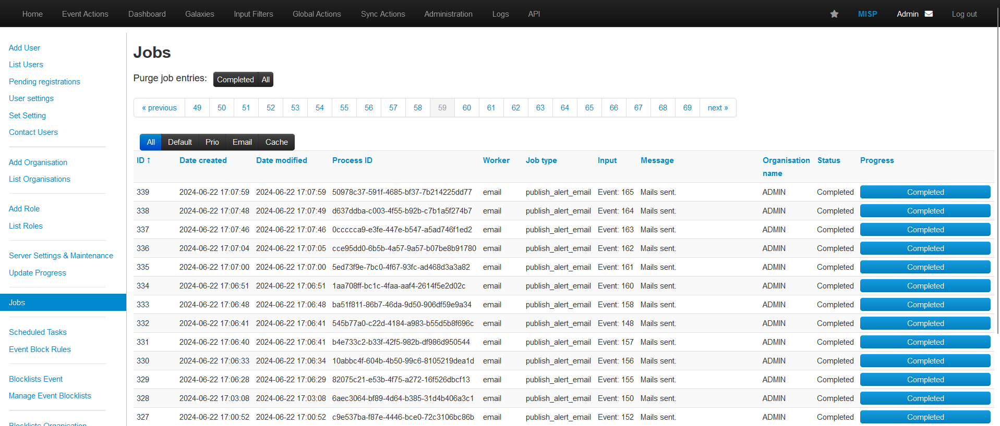 Home Event Actions Dashboard Galaxies Input Filters Global Actions Sync Actions Administration Logs API MISP Admin Log out
Add User
List Users
Pending registrations
User settings
Set Setting
Contact Users
Add Organisation
List Organisations
Add Role
List Roles
Server Settings & Maintenance
Update Progress
Jobs
Scheduled Tasks
Event Block Rules
Blocklists Event
Manage Event Blocklists
Blocklists Organisation
Jobs
Purge job entries: Completed All
« previous 49 50 51 52 53 54 55 56 57 58 59 60 61 62 63 64 65 66 67 68 69 next »
All Default Prio Email Cache
ID Date created Date modified Process ID Worker Job type Input Message Organisation name Status Progress
339 2024-06-22 17:07:59 2024-06-22 17:07:59 50978c37-591f-4685-bf37-7b214225dd77 email publish_alert_email Event: 165 Mails sent. ADMIN Completed Completed
338 2024-06-22 17:07:48 2024-06-22 17:07:49 d637ddba-c003-4f55-b92b-c7b1a5f274b7 email publish_alert_email Event: 164 Mails sent. ADMIN Completed Completed
337 2024-06-22 17:07:46 2024-06-22 17:07:46 0ccccca9-e3fe-447e-b547-a5ad746f1ed2 email publish_alert_email Event: 163 Mails sent. ADMIN Completed Completed
336 2024-06-22 17:07:04 2024-06-22 17:07:05 cce95dd0-6b5b-4a57-9a57-b07be8b91780 email publish_alert_email Event: 162 Mails sent. ADMIN Completed Completed
335 2024-06-22 17:07:00 2024-06-22 17:07:00 5ed73f9e-7bc0-4f67-93fc-ad468d3a3a82 email publish_alert_email Event: 161 Mails sent. ADMIN Completed Completed
334 2024-06-22 17:06:51 2024-06-22 17:06:51 1aa708ff-bc1c-4faa-aaf4-2614f5e2d02c email publish_alert_email Event: 160 Mails sent. ADMIN Completed Completed
333 2024-06-22 17:06:48 2024-06-22 17:06:48 ba51f811-86b7-46da-9d50-906df59e9a34 email publish_alert_email Event: 158 Mails sent. ADMIN Completed Completed
332 2024-06-22 17:06:41 2024-06-22 17:06:41 545b77a0-c22d-4184-a983-b55d5b8f696c email publish_alert_email Event: 148 Mails sent. ADMIN Completed Completed
331 2024-06-22 17:06:40 2024-06-22 17:06:41 b4e733c2-b33f-42f5-982b-df986d950544 email publish_alert_email Event: 157 Mails sent. ADMIN Completed Completed
330 2024-06-22 17:06:33 2024-06-22 17:06:34 10abbc4f-604b-4b50-99c6-8105219dea1d email publish_alert_email Event: 156 Mails sent. ADMIN Completed Completed
329 2024-06-22 17:06:28 2024-06-22 17:06:29 82075c21-e53b-4f75-a272-16f526dbcf13 email publish_alert_email Event: 155 Mails sent. ADMIN Completed Completed
328 2024-06-22 17:03:08 2024-06-22 17:03:08 6aec3064-bf89-4d64-b385-31d4b406a3c1 email publish_alert_email Event: 150 Mails sent. ADMIN Completed Completed
327 2024-06-22 17:00:52 2024-06-22 17:00:52 c9e537ba-f87e-4446-bce0-72c3106bc86b email publish_alert_email Event: 152 Mails sent. ADMIN Completed Completed